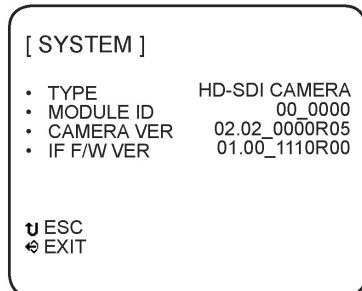 [ SYSTEM ]
• TYPE HD-SDI CAMERA
• MODULE ID 00_0000
• CAMERA VER 02.02_0000R05
• IF F/W VER 01.00_1110R00
ESC
EXIT